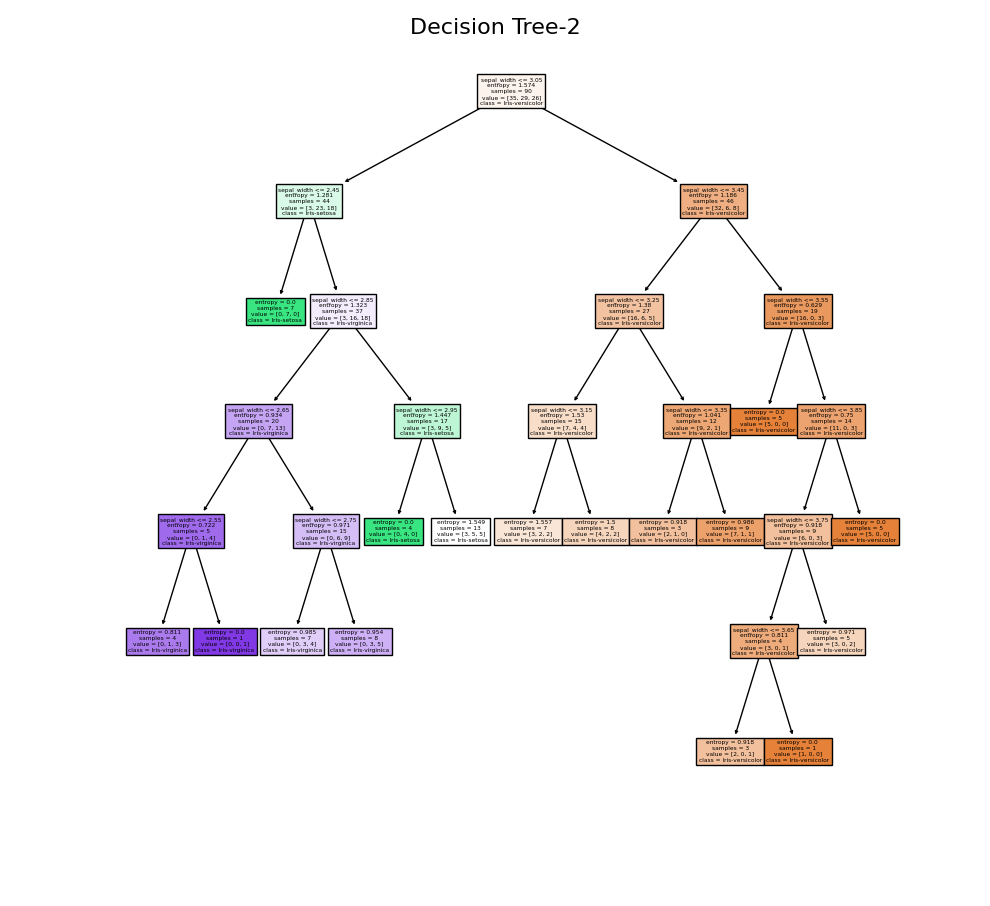 Decision Tree-2
sepal_width <= 3.05
entropy = 1.574
samples = 90
value = [35, 29, 26]
class = Iris-versicolor
sepal_width <= 2.45
entropy = 1.281
samples = 44
value = [3, 23, 18]
class = Iris-setosa
sepal_width <= 3.45
entropy = 1.186
samples = 46
value = [32, 6, 8]
class = Iris-versicolor
entropy = 0.0
samples = 7
value = [0, 7, 0]
class = Iris-setosa
sepal_width <= 2.85
entropy = 1.323
samples = 37
value = [3, 16, 18]
class = Iris-virginica
sepal_width <= 3.25
entropy = 1.38
samples = 27
value = [16, 6, 5]
class = Iris-versicolor
sepal_width <= 3.55
entropy = 0.629
samples = 19
value = [16, 0, 3]
class = Iris-versicolor
sepal_width <= 2.65
entropy = 0.934
samples = 20
value = [0, 7, 13]
class = Iris-virginica
sepal_width <= 2.95
entropy = 1.447
samples = 17
value = [3, 9, 5]
class = Iris-setosa
sepal_width <= 3.15
entropy = 1.53
samples = 15
value = [7, 4, 4]
class = Iris-versicolor
sepal_width <= 3.35
entropy = 1.041
samples = 12
value = [9, 2, 1]
class = Iris-versicolor
entropy = 0.0
samples = 5
value = [5, 0, 0]
class = Iris-versicolor
sepal_width <= 3.85
entropy = 0.75
samples = 14
value = [11, 0, 3]
class = Iris-versicolor
sepal_width <= 2.55
entropy = 0.722
samples = 5
value = [0, 1, 4]
class = Iris-virginica
sepal_width <= 2.75
entropy = 0.971
samples = 15
value = [0, 6, 9]
class = Iris-virginica
entropy = 0.0
samples = 4
value = [0, 4, 0]
class = Iris-setosa
entropy = 1.549
samples = 13
value = [3, 5, 5]
class = Iris-setosa
entropy = 1.557
samples = 7
value = [3, 2, 2]
class = Iris-versicolor
entropy = 1.5
samples = 8
value = [4, 2, 2]
class = Iris-versicolor
entropy = 0.918
samples = 3
value = [2, 1, 0]
class = Iris-versicolor
entropy = 0.986
samples = 9
value = [7, 1, 1]
class = Iris-versicolor
sepal_width <= 3.75
entropy = 0.918
samples = 9
value = [6, 0, 3]
class = Iris-versicolor
entropy = 0.0
samples = 5
value = [5, 0, 0]
class = Iris-versicolor
entropy = 0.811
samples = 4
value = [0, 1, 3]
class = Iris-virginica
entropy = 0.0
samples = 1
value = [0, 0, 1]
class = Iris-virginica
entropy = 0.985
samples = 7
value = [0, 3, 4]
class = Iris-virginica
entropy = 0.954
samples = 8
value = [0, 3, 5]
class = Iris-virginica
sepal_width <= 3.65
entropy = 0.811
samples = 4
value = [3, 0, 1]
class = Iris-versicolor
entropy = 0.971
samples = 5
value = [3, 0, 2]
class = Iris-versicolor
entropy = 0.918
samples = 3
value = [2, 0, 1]
class = Iris-versicolor
entropy = 0.0
samples = 1
value = [1, 0, 0]
class = Iris-versicolor